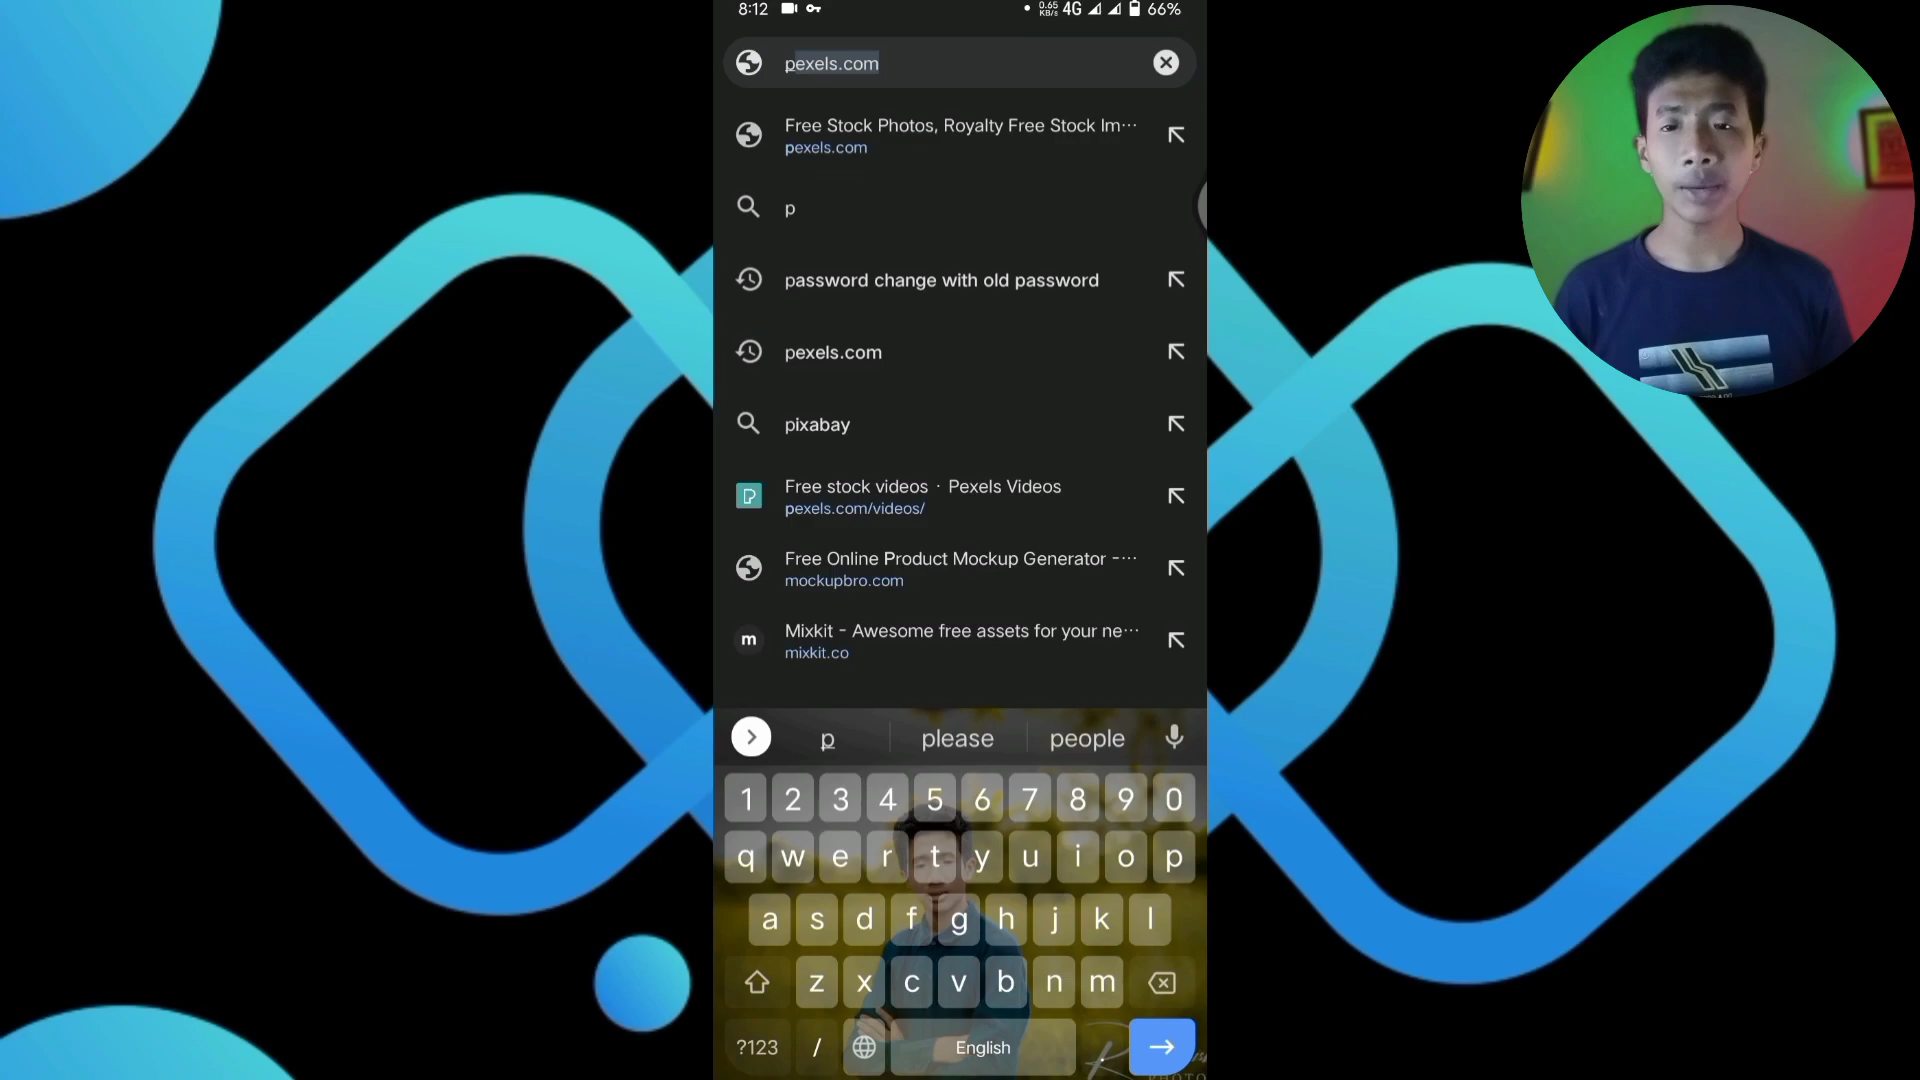 8:12 0.65 KB/s 4G 66%
pexels.com
Free Stock Photos, Royalty Free Stock Im···
pexels.com
p
password change with old password
pexels.com
pixabay
Free stock videos · Pexels Videos
pexels.com/videos/
Free Online Product Mockup Generator -···
mockupbro.com
m
Mixkit - Awesome free assets for your ne···
mixkit.co
p please people
1 2 3 4 5 6 7 8 9 0
q w e r t y u i o p
a s d f g h j k l
z x c v b n m
?123 / English .